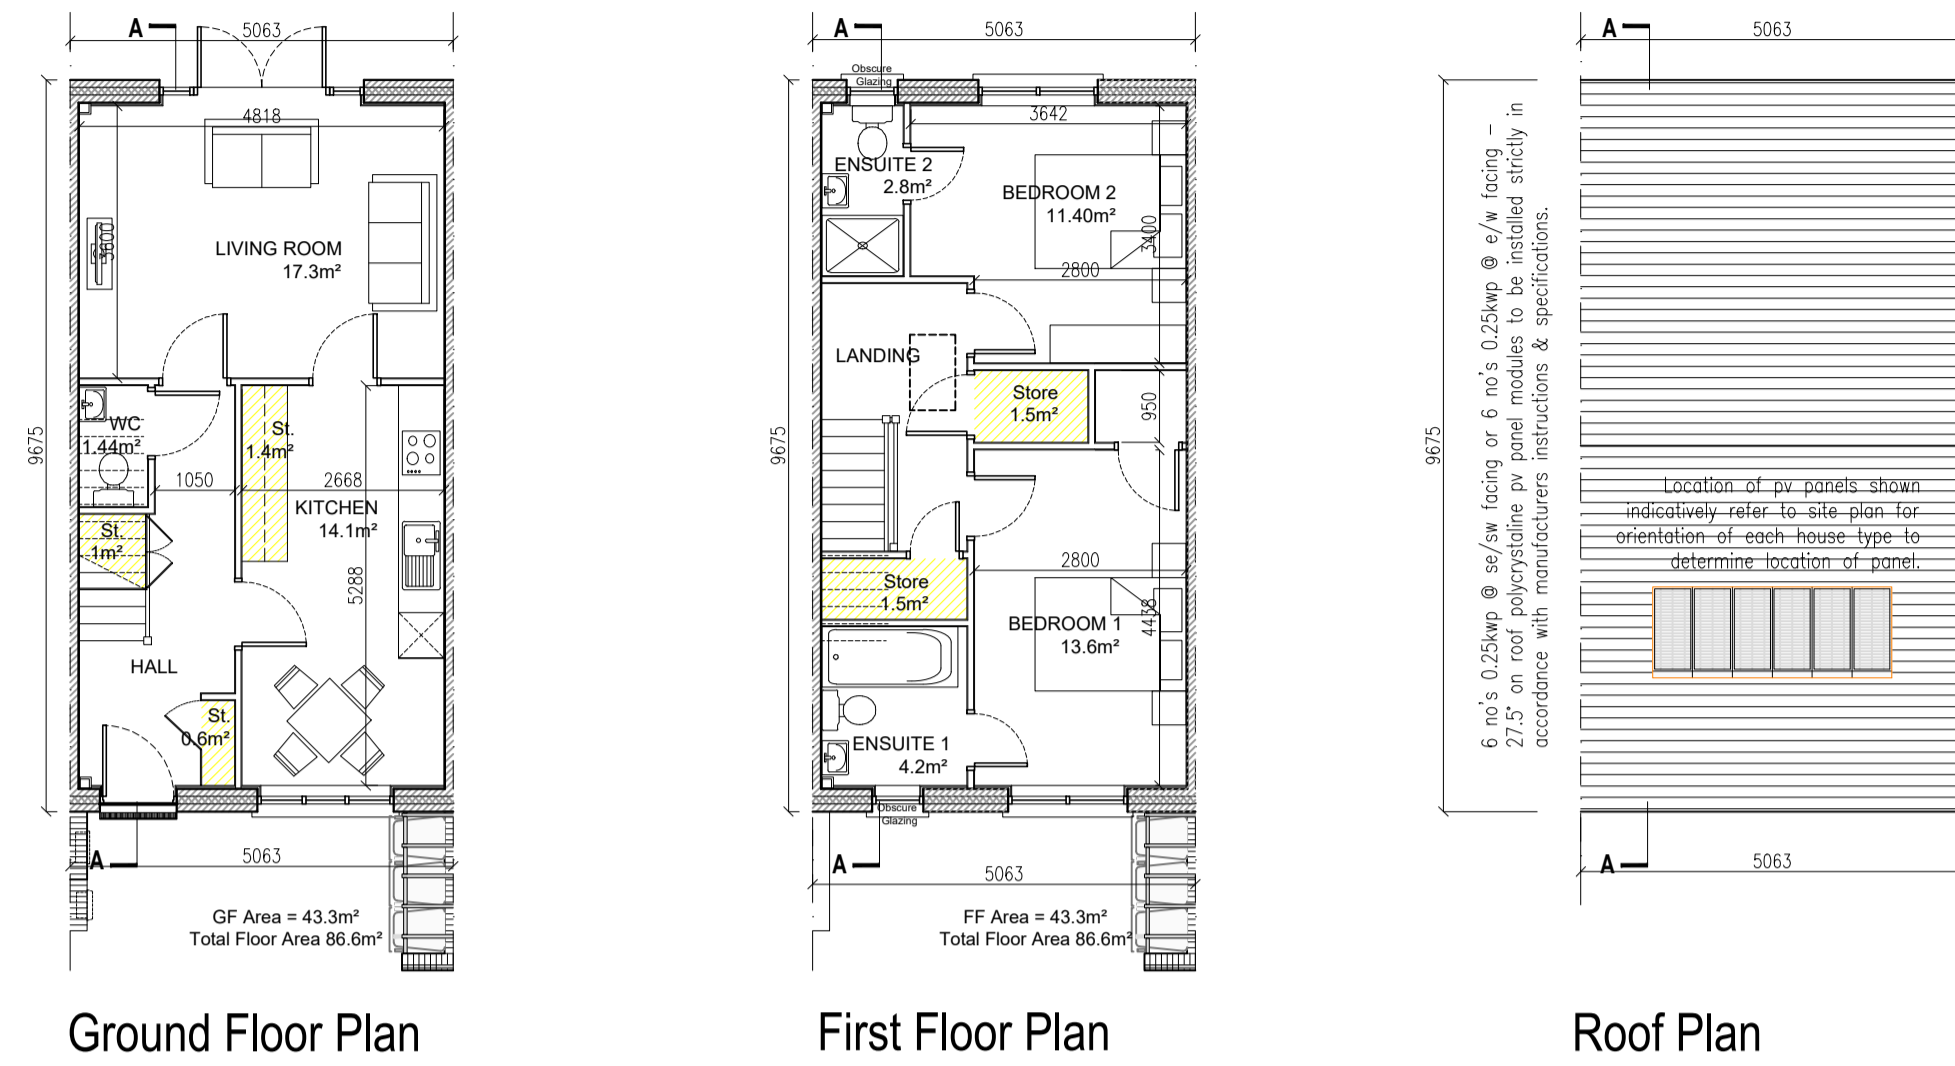 A
5063
4818
3600
LIVING ROOM
17.3m²
9675
WC
1.44m²
St.
1.4m²
1050
2668
KITCHEN
14.1m²
St.
1m²
5288
HALL
St.
0.6m²
A
5063
GF Area = 43.3m²
Total Floor Area 86.6m²
Ground Floor Plan
A
5063
Obscure
Glazing
3642
ENSUITE 2
2.8m²
BEDROOM 2
11.40m²
3400
2800
LANDING
Store
1.5m²
950
9675
2800
Store
1.5m²
BEDROOM 1
13.6m²
4438
ENSUITE 1
4.2m²
Obscure
Glazing
A
5063
FF Area = 43.3m²
Total Floor Area 86.6m²
First Floor Plan
A
5063
9675
6 no's 0.25kwp @ se/sw facing or 6 no's 0.25kwp @ e/w facing -
27.5° on roof polycrystaline pv panel modules to be installed strictly in
accordance with manufacturers instructions & specifications.
Location of pv panels shown
indicatively refer to site plan for
orientation of each house type to
determine location of panel.
A
5063
Roof Plan